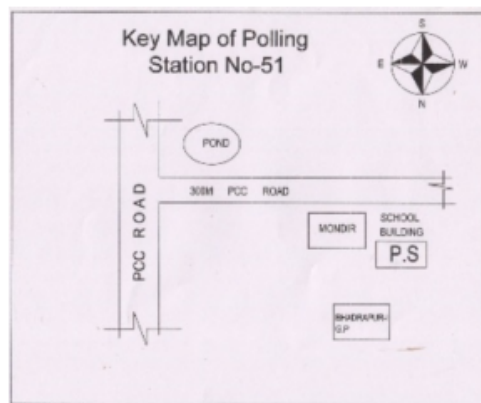 Key Map of Polling
Station No-51
S
E
W
N
POND
300M PCC ROAD
PCC ROAD
MONDIR
SCHOOL
BUILDING
P.S
BHADRAPUR-
G.P